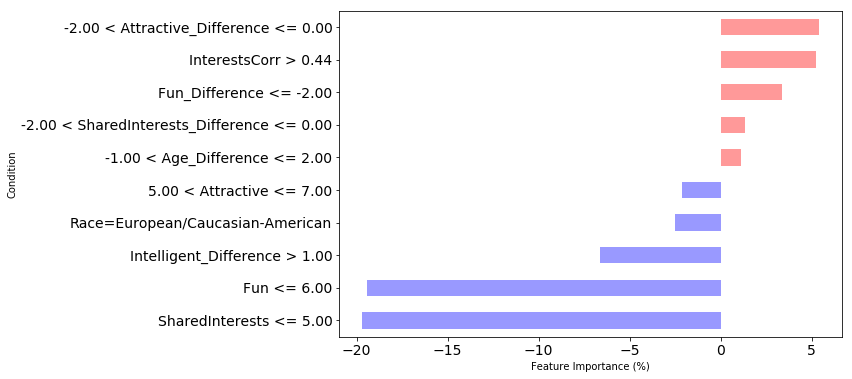 -2.00 < Attractive_Difference <= 0.00
InterestsCorr > 0.44
Fun_Difference <= -2.00
-2.00 < SharedInterests_Difference <= 0.00
-1.00 < Age_Difference <= 2.00
5.00 < Attractive <= 7.00
Race=European/Caucasian-American
Intelligent_Difference > 1.00
Fun <= 6.00
SharedInterests <= 5.00
Condition
−20 −15 −10 −5 0 5
Feature Importance (%)